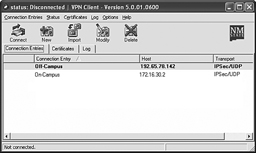 status: Disconnected | VPN Client - Version 5.0.01.0600
Connection Entries Status Certificates Log Options Help
Connect New Import Modify Delete
Connection Entries Certificates Log
Connection Entry Host Transport
Off-Campus 192.65.78.142 IPSec/UDP
On-Campus 172.16.30.2 IPSec/UDP
Not connected.